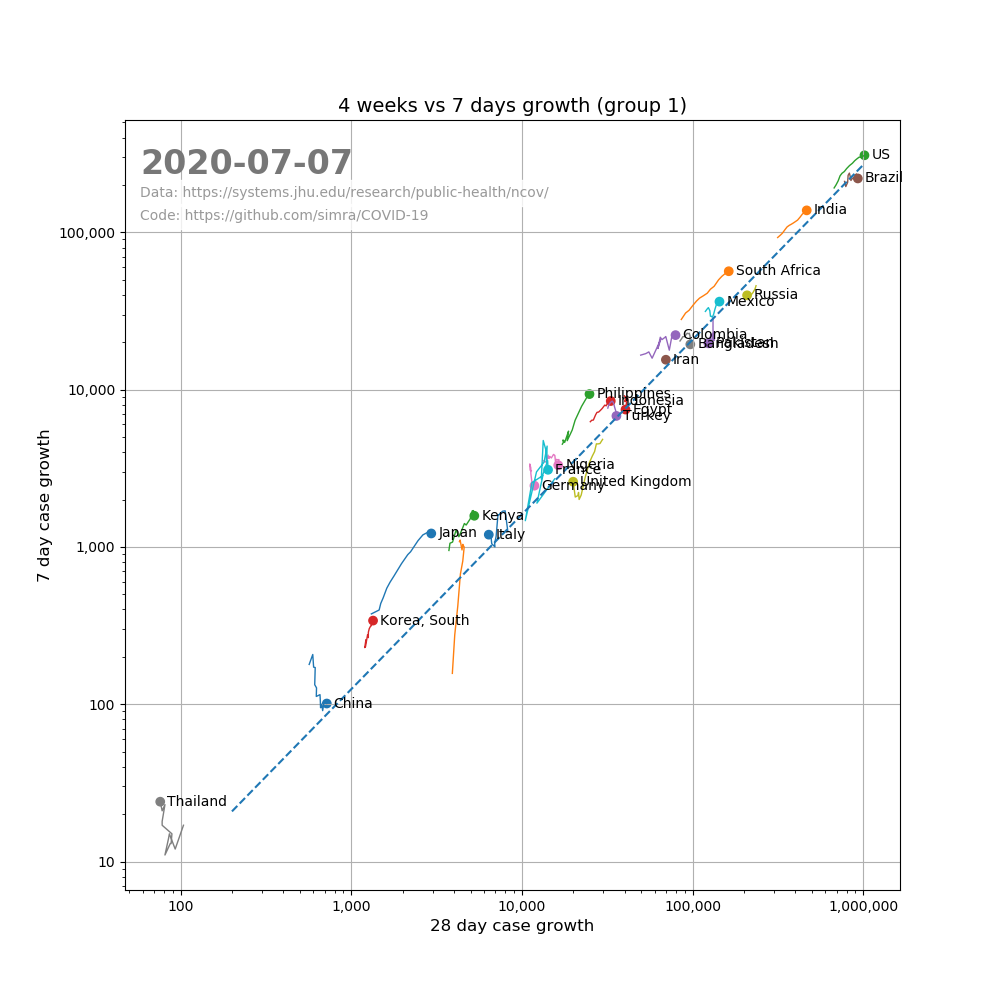 4 weeks vs 7 days growth (group 1)
2020-07-07
Data: https://systems.jhu.edu/research/public-health/ncov/
Code: https://github.com/simra/COVID-19
US
Brazil
India
South Africa
Russia
Mexico
Colombia
Bangladesh
Pakistan
Iran
Philippines
Indonesia
Egypt
Turkey
Nigeria
France
United Kingdom
Germany
Kenya
Japan
Italy
Korea, South
China
Thailand
100,000
10,000
1,000
100
10
7 day case growth
100
1,000
10,000
100,000
1,000,000
28 day case growth